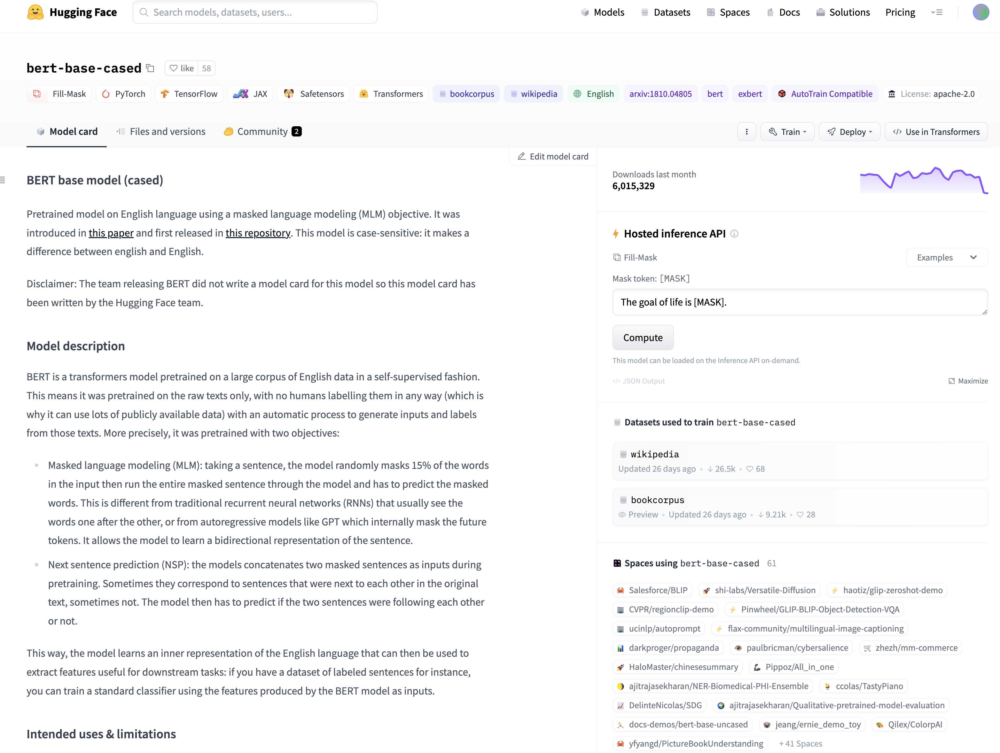 Hugging Face
Search models, datasets, users...
Models
Datasets
Spaces
Docs
Solutions
Pricing
bert-base-cased
like 58
Fill-Mask
PyTorch
TensorFlow
JAX
Safetensors
Transformers
bookcorpus
wikipedia
English
arxiv:1810.04805
bert
exbert
AutoTrain Compatible
License: apache-2.0
Model card
Files and versions
Community 2
Train
Deploy
</> Use in Transformers
Edit model card
BERT base model (cased)
Pretrained model on English language using a masked language modeling (MLM) objective. It was
introduced in this paper and first released in this repository. This model is case-sensitive: it makes a
difference between english and English.
Disclaimer: The team releasing BERT did not write a model card for this model so this model card has
been written by the Hugging Face team.
Model description
BERT is a transformers model pretrained on a large corpus of English data in a self-supervised fashion.
This means it was pretrained on the raw texts only, with no humans labelling them in any way (which is
why it can use lots of publicly available data) with an automatic process to generate inputs and labels
from those texts. More precisely, it was pretrained with two objectives:
• Masked language modeling (MLM): taking a sentence, the model randomly masks 15% of the words
in the input then run the entire masked sentence through the model and has to predict the masked
words. This is different from traditional recurrent neural networks (RNNs) that usually see the
words one after the other, or from autoregressive models like GPT which internally mask the future
tokens. It allows the model to learn a bidirectional representation of the sentence.
• Next sentence prediction (NSP): the models concatenates two masked sentences as inputs during
pretraining. Sometimes they correspond to sentences that were next to each other in the original
text, sometimes not. The model then has to predict if the two sentences were following each other
or not.
This way, the model learns an inner representation of the English language that can then be used to
extract features useful for downstream tasks: if you have a dataset of labeled sentences for instance,
you can train a standard classifier using the features produced by the BERT model as inputs.
Intended uses & limitations
Downloads last month
6,015,329
Hosted inference API
Fill-Mask
Examples
Mask token: [MASK]
The goal of life is [MASK].
Compute
This model can be loaded on the Inference API on-demand.
</> JSON Output
Maximize
Datasets used to train bert-base-cased
wikipedia
Updated 26 days ago • ↓ 26.5k • ♡ 68
bookcorpus
Preview • Updated 26 days ago • ↓ 9.21k • ♡ 28
Spaces using bert-base-cased 61
Salesforce/BLIP
shi-labs/Versatile-Diffusion
haotiz/glip-zeroshot-demo
CVPR/regionclip-demo
Pinwheel/GLIP-BLIP-Object-Detection-VQA
ucinlp/autoprompt
flax-community/multilingual-image-captioning
darkproger/propaganda
paulbricman/cybersalience
zhezh/mm-commerce
HaloMaster/chinesesummary
Pippoz/All_in_one
ajitrajasekharan/NER-Biomedical-PHI-Ensemble
ccolas/TastyPiano
DelinteNicolas/SDG
ajitrajasekharan/Qualitative-pretrained-model-evaluation
docs-demos/bert-base-uncased
jeang/ernie_demo_toy
Qilex/ColorpAI
yfyangd/PictureBookUnderstanding
+ 41 Spaces